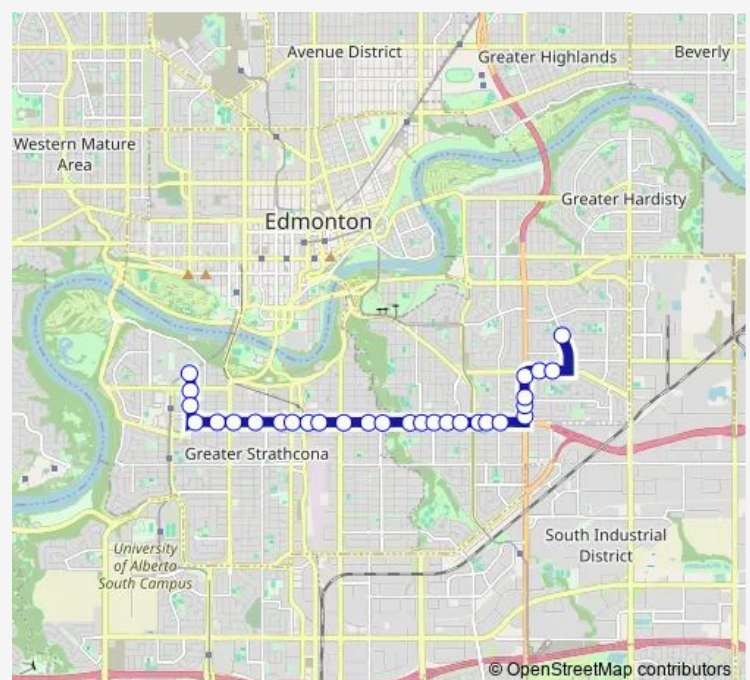 Avenue District
Greater Highlands
Beverly
Western Mature
Area
Greater Hardisty
Edmonton
Greater Strathcona
South Industrial
District
University
of Alberta
South Campus
© OpenStreetMap contributors